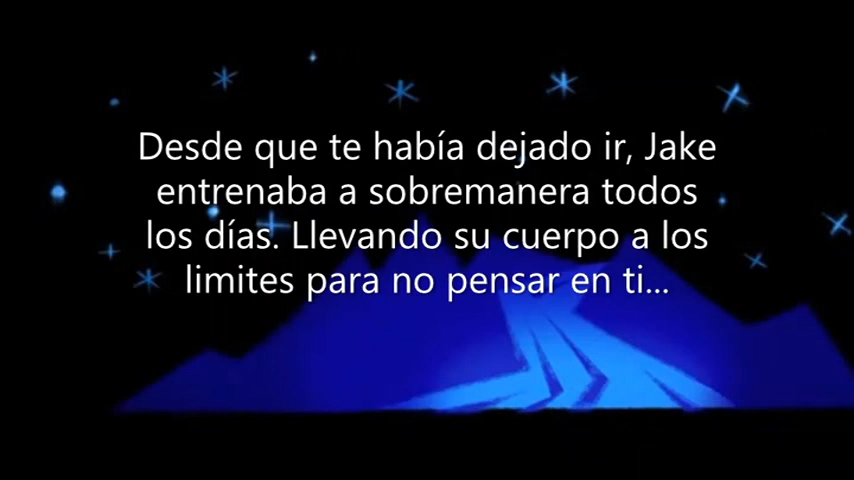 Desde que te había dejado ir, Jake
entrenaba a sobremanera todos
los días. Llevando su cuerpo a los
limites para no pensar en ti...